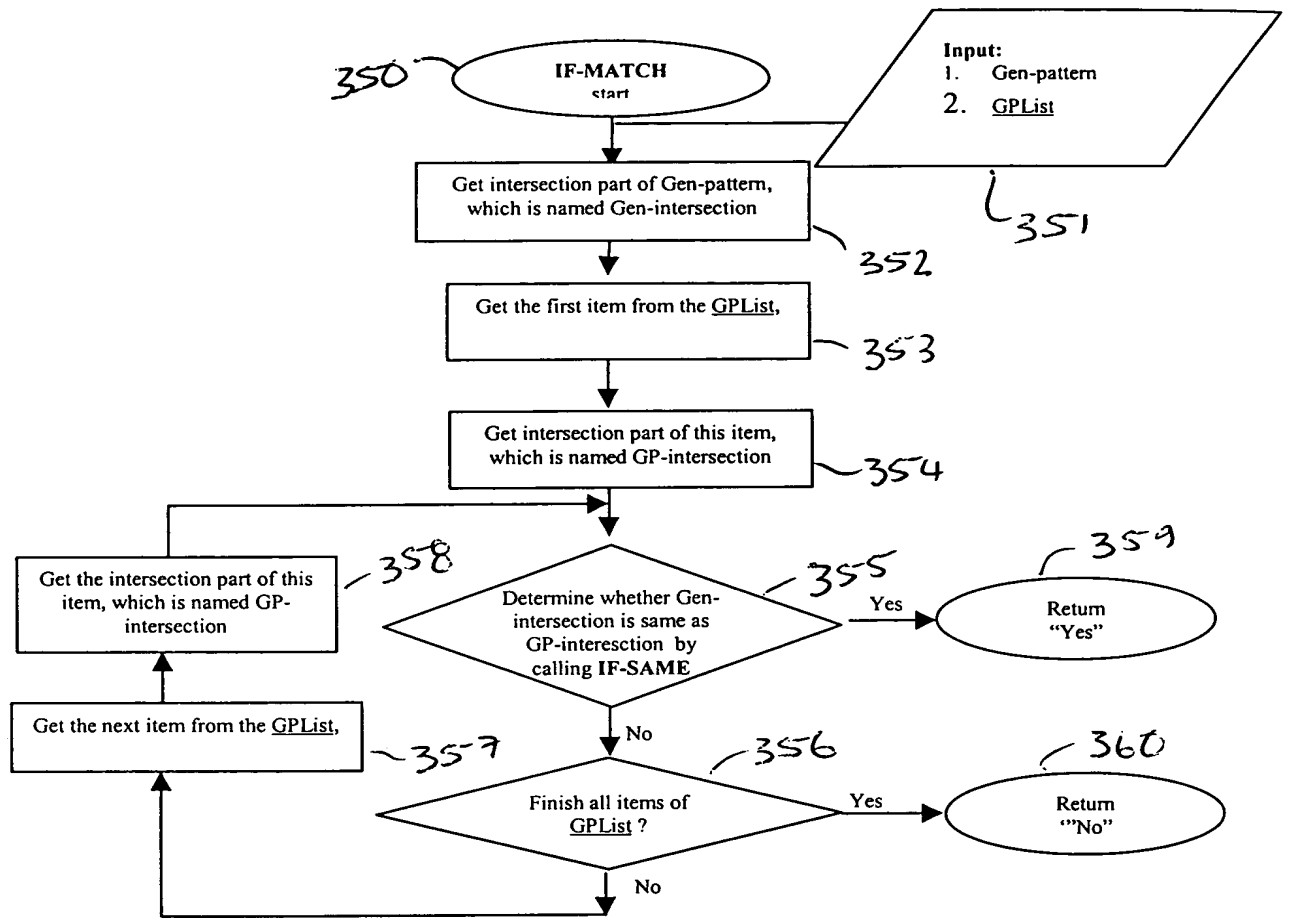 350
IF-MATCH
start
Input:
1. Gen-pattern
2. GPList
351
Get intersection part of Gen-pattern,
which is named Gen-intersection
352
Get the first item from the GPList,
353
Get intersection part of this item,
which is named GP-intersection
354
Get the intersection part of this
item, which is named GP-
intersection
358
Determine whether Gen-
intersection is same as
GP-interesction by
calling IF-SAME
355
Yes
359
Return
“Yes”
No
Get the next item from the GPList,
357
Finish all items of
GPList ?
356
Yes
360
Return
‘”No”
No